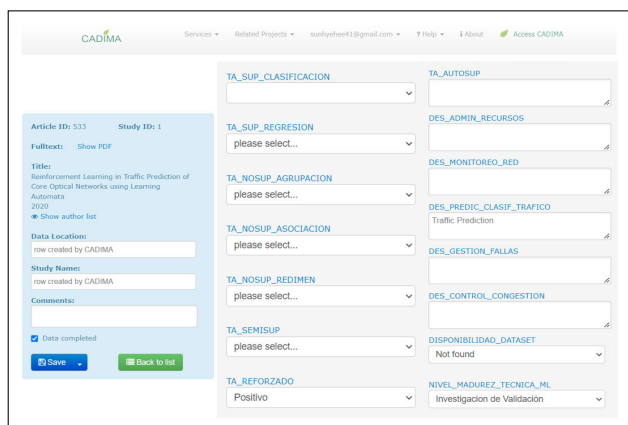 CADIMA
Services
Related Projects
sunhyehee41@gmail.com
? Help
i About
Access CADIMA
Article ID: 533 Study ID: 1
Fulltext: Show PDF
Title:
Reinforcement Learning in Traffic Prediction of
Core Optical Networks using Learning
Automata
2020
Show author list
Data Location:
row created by CADIMA
Study Name:
row created by CADIMA
Comments:
Data completed
Save
Back to list
TA_SUP_CLASIFICACION
TA_SUP_REGRESION
please select...
TA_NOSUP_AGRUPACION
please select...
TA_NOSUP_ASOCIACION
please select...
TA_NOSUP_REDIMEN
please select...
TA_SEMISUP
please select...
TA_REFORZADO
Positivo
TA_AUTOSUP
DES_ADMIN_RECURSOS
DES_MONITOREO_RED
DES_PREDIC_CLASIF_TRAFICO
Traffic Prediction
DES_GESTION_FALLAS
DES_CONTROL_CONGESTION
DISPONIBILIDAD_DATASET
Not found
NIVEL_MADUREZ_TECNICA_ML
Investigacion de Validación